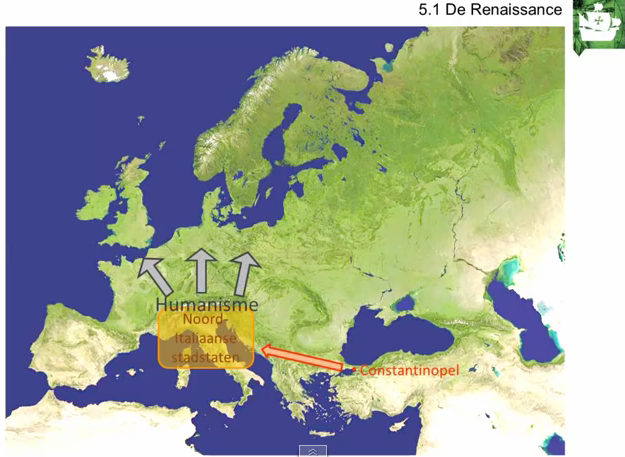 5.1 De Renaissance
Humanisme
Noord-
Italiaanse
stadstaten
Constantinopel